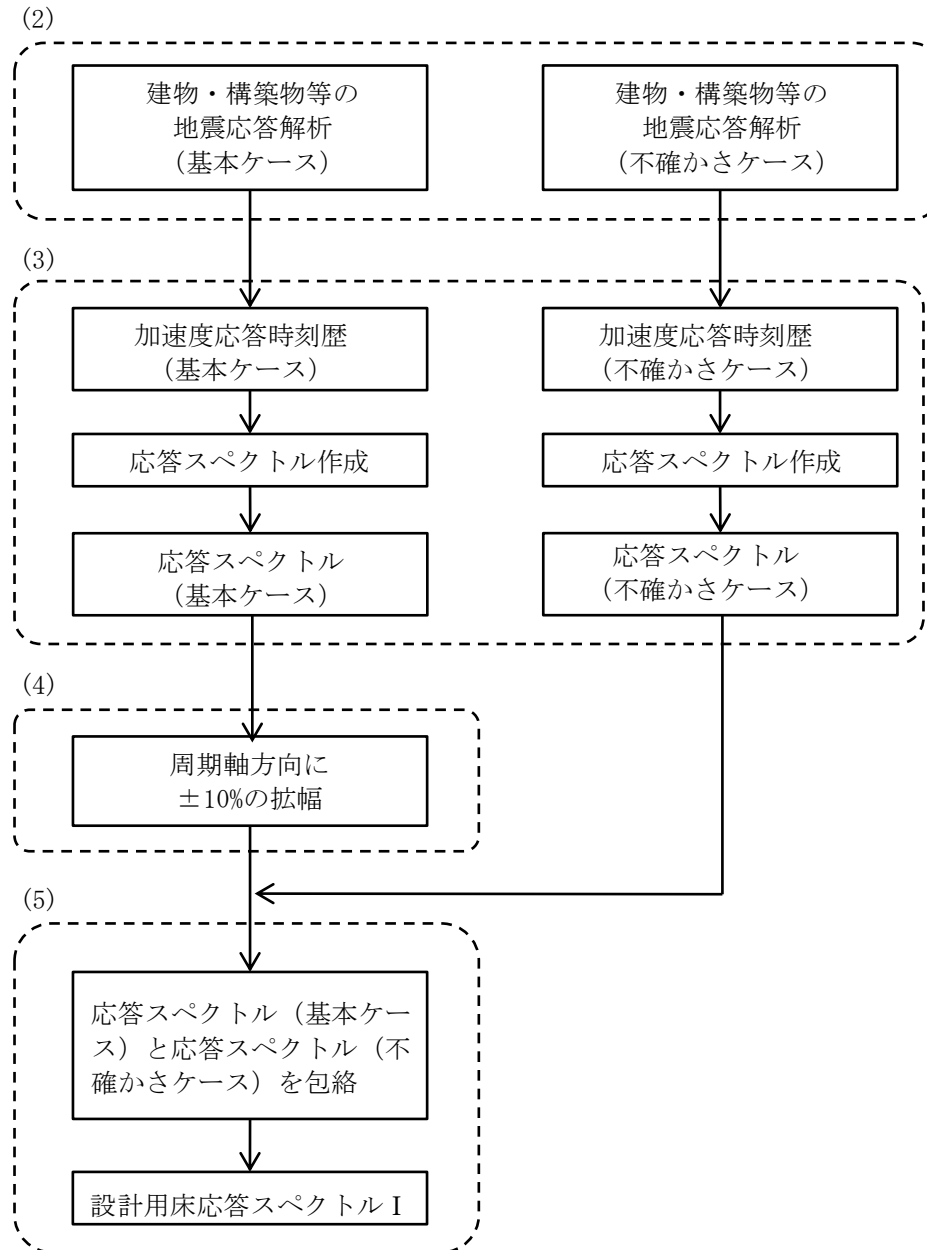 (2)
建物・構築物等の
地震応答解析
（基本ケース）
建物・構築物等の
地震応答解析
（不確かさケース）
(3)
加速度応答時刻歴
（基本ケース）
加速度応答時刻歴
（不確かさケース）
応答スペクトル作成
応答スペクトル作成
応答スペクトル
（基本ケース）
応答スペクトル
（不確かさケース）
(4)
周期軸方向に
±10%の拡幅
(5)
応答スペクトル（基本ケー
ス）と応答スペクトル（不
確かさケース）を包絡
設計用床応答スペクトルⅠ